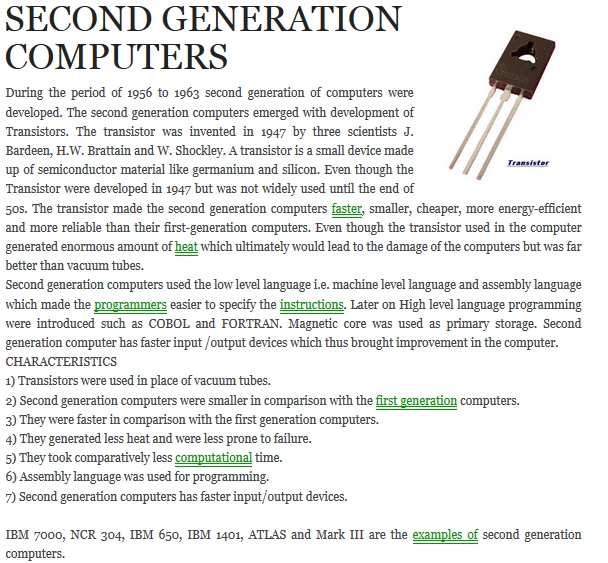 SECOND GENERATION
COMPUTERS
During the period of 1956 to 1963 second generation of computers were
developed. The second generation computers emerged with development of
Transistors. The transistor was invented in 1947 by three scientists J.
Bardeen, H.W. Brattain and W. Shockley. A transistor is a small device made
up of semiconductor material like germanium and silicon. Even though the
Transistor were developed in 1947 but was not widely used until the end of
Transistor
50s. The transistor made the second generation computers faster, smaller, cheaper, more energy-efficient
and more reliable than their first-generation computers. Even though the transistor used in the computer
generated enormous amount of heat which ultimately would lead to the damage of the computers but was far
better than vacuum tubes.
Second generation computers used the low level language i.e. machine level language and assembly language
which made the programmers easier to specify the instructions. Later on High level language programming
were introduced such as COBOL and FORTRAN. Magnetic core was used as primary storage. Second
generation computer has faster input /output devices which thus brought improvement in the computer.
CHARACTERISTICS
1) Transistors were used in place of vacuum tubes.
2) Second generation computers were smaller in comparison with the first generation computers.
3) They were faster in comparison with the first generation computers.
4) They generated less heat and were less prone to failure.
5) They took comparatively less computational time.
6) Assembly language was used for programming.
7) Second generation computers has faster input/output devices.
IBM 7000, NCR 304, IBM 650, IBM 1401, ATLAS and Mark III are the examples of second generation
computers.